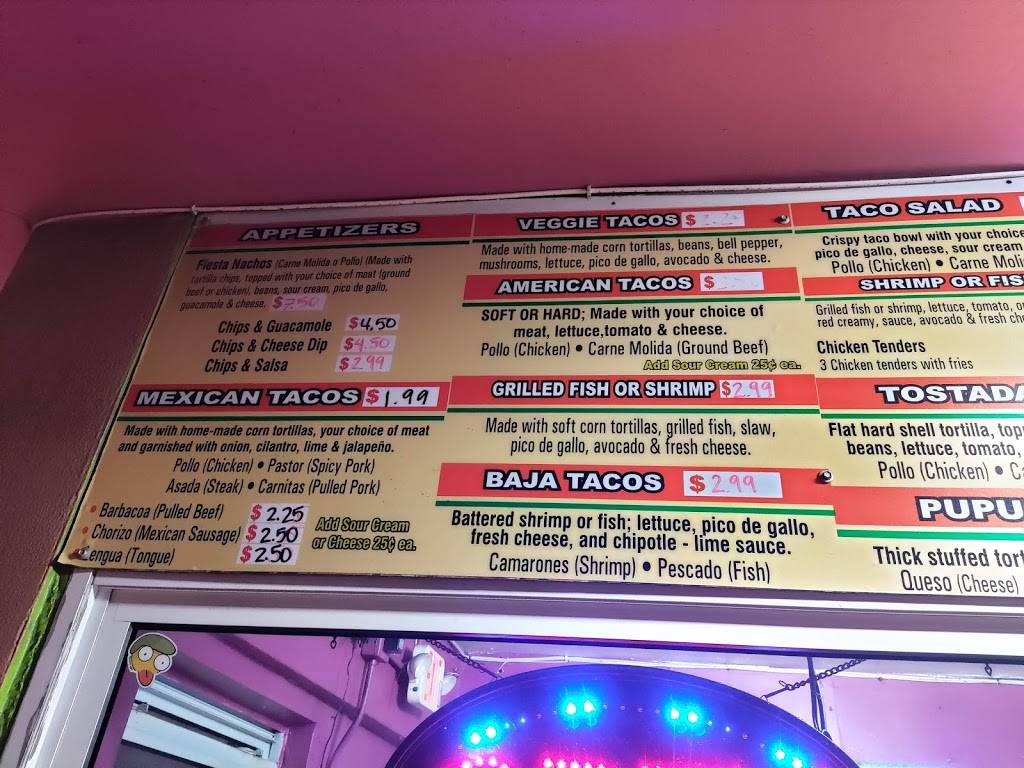 APPETIZERS
Fiesta Nachos (Carne Molida o Pollo) (Made with
tortilla chips, topped with your choice of meat (ground
beef or chicken), beans, sour cream, pico de gallo,
guacamole & cheese. $7.50
Chips & Guacamole $4.50
Chips & Cheese Dip $4.50
Chips & Salsa $2.99
MEXICAN TACOS $1.99
Made with home-made corn tortillas, your choice of meat
and garnished with onion, cilantro, lime & jalapeño.
Pollo (Chicken) • Pastor (Spicy Pork)
Asada (Steak) • Carnitas (Pulled Pork)
• Barbacoa (Pulled Beef) $2.25
• Chorizo (Mexican Sausage) $2.50
Lengua (Tongue) $2.50
Add Sour Cream
or Cheese 25¢ ea.
VEGGIE TACOS $
Made with home-made corn tortillas, beans, bell pepper,
mushrooms, lettuce, pico de gallo, avocado & cheese.
AMERICAN TACOS $
SOFT OR HARD; Made with your choice of
meat, lettuce,tomato & cheese.
Pollo (Chicken) • Carne Molida (Ground Beef)
Add Sour Cream 25¢ ea.
GRILLED FISH OR SHRIMP $2.99
Made with soft corn tortillas, grilled fish, slaw,
pico de gallo, avocado & fresh cheese.
BAJA TACOS $2.99
Battered shrimp or fish; lettuce, pico de gallo,
fresh cheese, and chipotle - lime sauce.
Camarones (Shrimp) • Pescado (Fish)
TACO SALAD
Crispy taco bowl with your choice
pico de gallo, cheese, sour cream
Pollo (Chicken) • Carne Moli
SHRIMP OR FIS
Grilled fish or shrimp, lettuce, tomato, o
red creamy, sauce, avocado & fresh che
Chicken Tenders
3 Chicken tenders with fries
TOSTADA
Flat hard shell tortilla, top
beans, lettuce, tomato,
Pollo (Chicken) • Ca
PUPU
Thick stuffed tort
Queso (Cheese)